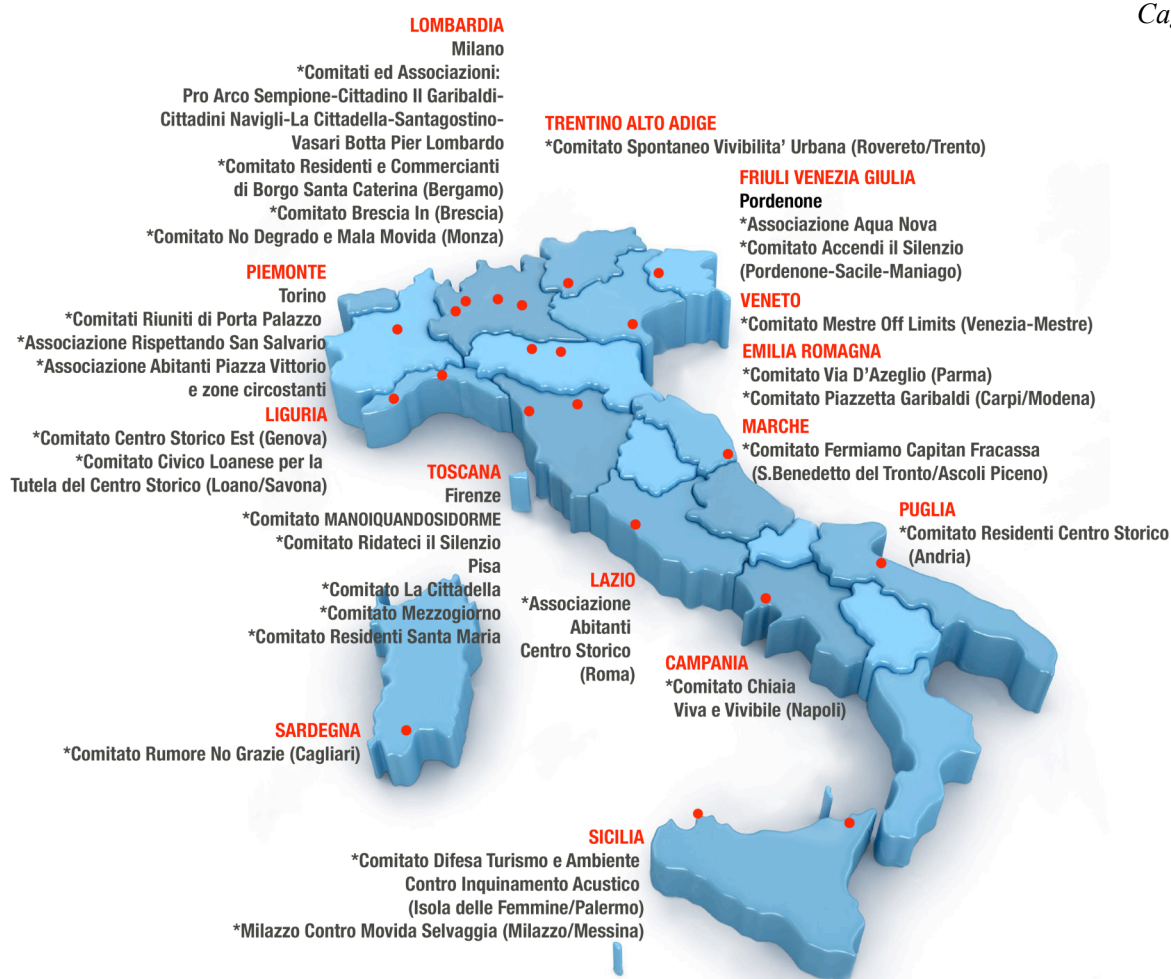 Ca
LOMBARDIA
Milano
*Comitati ed Associazioni:
Pro Arco Sempione-Cittadino Il Garibaldi-
Cittadini Navigli-La Cittadella-Santagostino-
Vasari Botta Pier Lombardo
*Comitato Residenti e Commercianti
di Borgo Santa Caterina (Bergamo)
*Comitato Brescia In (Brescia)
*Comitato No Degrado e Mala Movida (Monza)
TRENTINO ALTO ADIGE
*Comitato Spontaneo Vivibilita' Urbana (Rovereto/Trento)
FRIULI VENEZIA GIULIA
Pordenone
*Associazione Aqua Nova
*Comitato Accendi il Silenzio
(Pordenone-Sacile-Maniago)
PIEMONTE
Torino
*Comitati Riuniti di Porta Palazzo
*Associazione Rispettando San Salvario
*Associazione Abitanti Piazza Vittorio
e zone circostanti
VENETO
*Comitato Mestre Off Limits (Venezia-Mestre)
EMILIA ROMAGNA
*Comitato Via D'Azeglio (Parma)
*Comitato Piazzetta Garibaldi (Carpi/Modena)
LIGURIA
*Comitato Centro Storico Est (Genova)
*Comitato Civico Loanese per la
Tutela del Centro Storico (Loano/Savona)
MARCHE
*Comitato Fermiamo Capitan Fracassa
(S.Benedetto del Tronto/Ascoli Piceno)
TOSCANA
Firenze
*Comitato MANOIQUANDOSIDORME
*Comitato Ridateci il Silenzio
Pisa
*Comitato La Cittadella
*Comitato Mezzogiorno
*Comitato Residenti Santa Maria
PUGLIA
*Comitato Residenti Centro Storico
(Andria)
LAZIO
*Associazione
Abitanti
Centro Storico
(Roma)
CAMPANIA
*Comitato Chiaia
Viva e Vivibile (Napoli)
SARDEGNA
*Comitato Rumore No Grazie (Cagliari)
SICILIA
*Comitato Difesa Turismo e Ambiente
Contro Inquinamento Acustico
(Isola delle Femmine/Palermo)
*Milazzo Contro Movida Selvaggia (Milazzo/Messina)